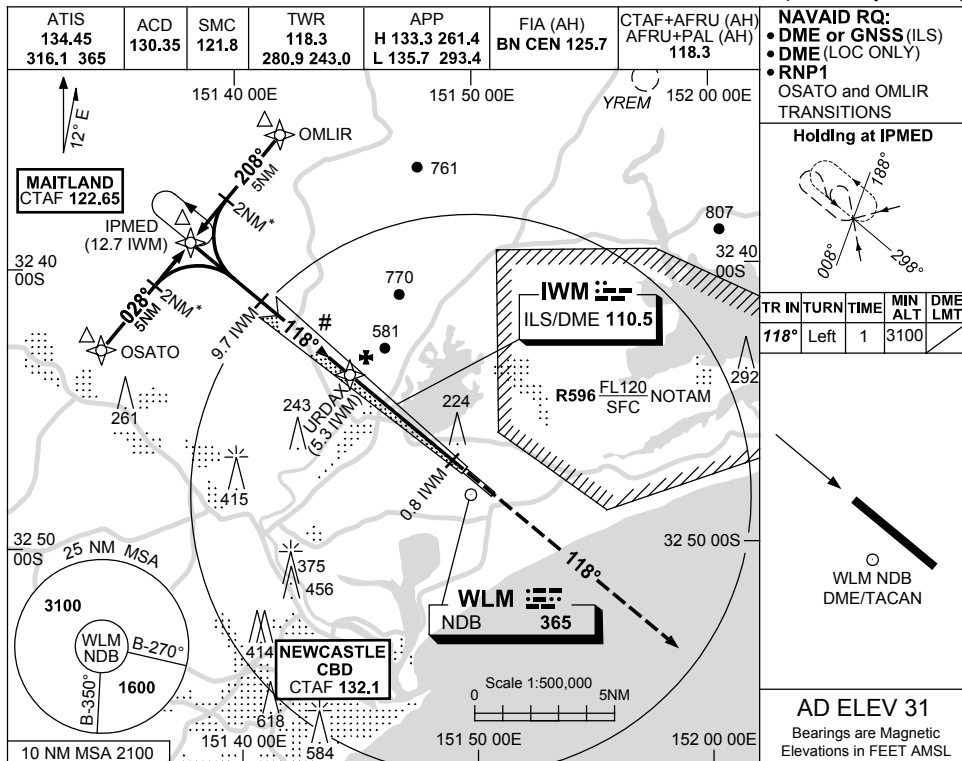 ATIS
134.45
316.1 365
ACD
130.35
SMC
121.8
TWR
118.3
280.9 243.0
APP
H 133.3 261.4
L 135.7 293.4
FIA (AH)
BN CEN 125.7
CTAF+AFRU (AH)
AFRU+PAL (AH)
118.3
NAVAID RQ:
• DME or GNSS (ILS)
• DME (LOC ONLY)
• RNP1
OSATO and OMLIR
TRANSITIONS
12° E
151 40 00E
151 50 00E
YREM
152 00 00E
OMLIR
208°
5NM
2NM*
761
MAITLAND
CTAF 122.65
IPMED
(12.7 IWM)
807
32 40
00S
32 40
00S
028°
5NM
2NM*
OSATO
9.7 IWM
118°
#
770
581
IWM
ILS/DME 110.5
R596 FL120
SFC
NOTAM
292
261
243
URDAX
(5.3 IWM)
224
415
0.8 IWM
32 50
00S
32 50 00S
375
456
118°
25 NM MSA
3100
WLM
NDB
B-270°
B-350°
1600
10 NM MSA 2100
WLM
NDB 365
414
NEWCASTLE
CBD
CTAF 132.1
618
584
Scale 1:500,000
0
5NM
151 40 00E
151 50 00E
152 00 00E
Holding at IPMED
188°
008°
298°
TR IN TURN TIME MIN ALT DME LMT
118° Left 1 3100
WLM NDB
DME/TACAN
AD ELEV 31
Bearings are Magnetic
Elevations in FEET AMSL